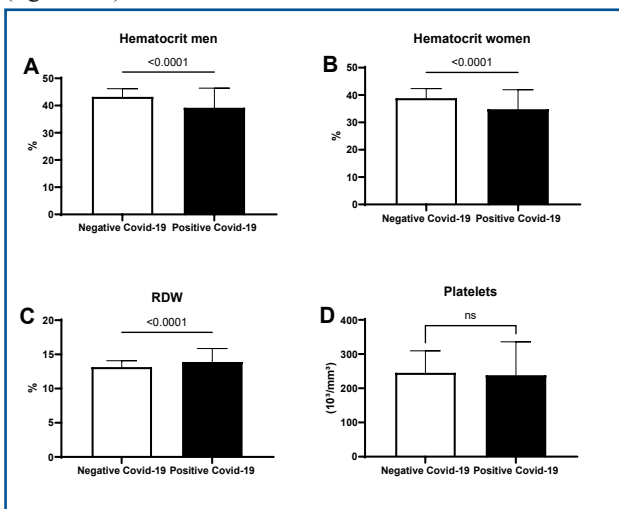 Hematocrit men
A
<0.0001
50
40
30
20
10
0
%
Negative Covid-19 Positive Covid-19
Hematocrit women
B
<0.0001
50
40
30
20
10
0
%
Negative Covid-19 Positive Covid-19
RDW
C
<0.0001
20
15
10
5
0
%
Negative Covid-19 Positive Covid-19
Platelets
D
ns
400
300
200
100
0
(10³/mm³)
Negative Covid-19 Positive Covid-19